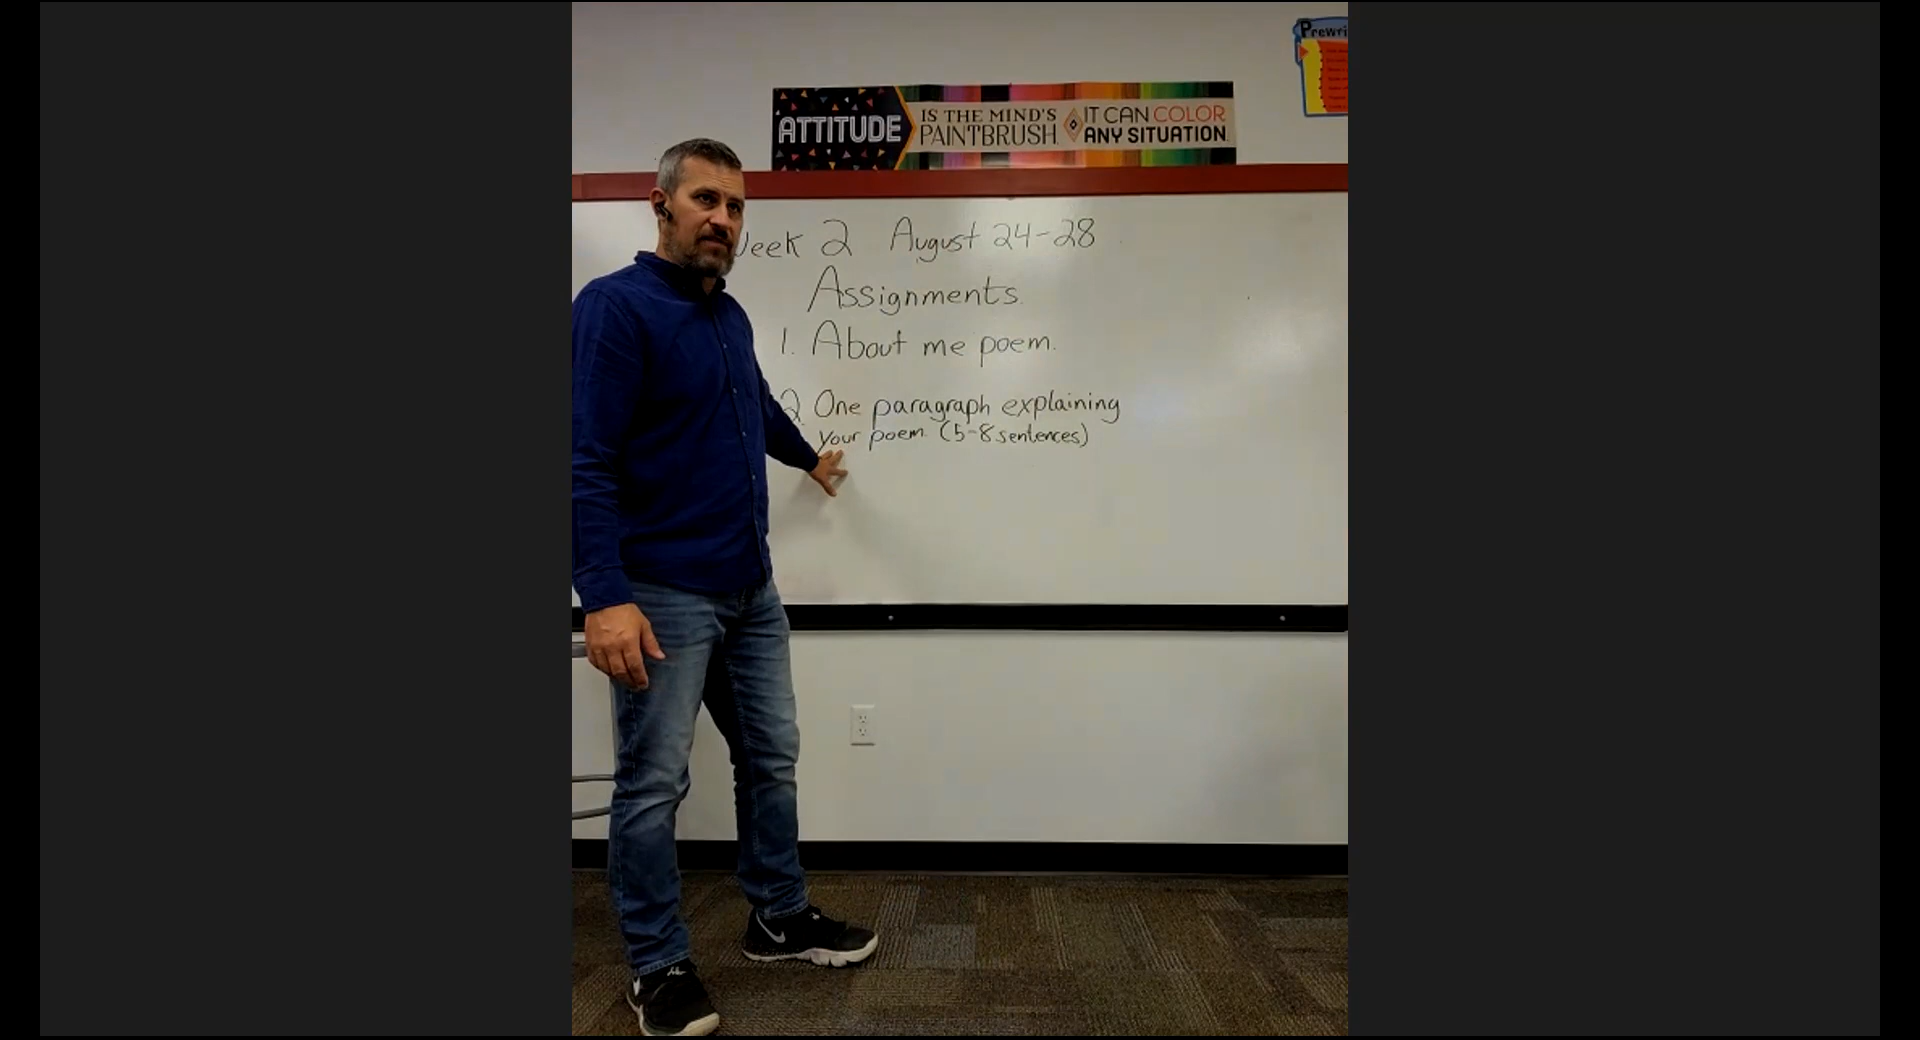 Prewri
ATTITUDE IS THE MIND'S PAINTBRUSH. IT CAN COLOR ANY SITUATION.
Week 2 August 24-28
Assignments.
1. About me poem.
2. One paragraph explaining
your poem. (5-8 sentences)